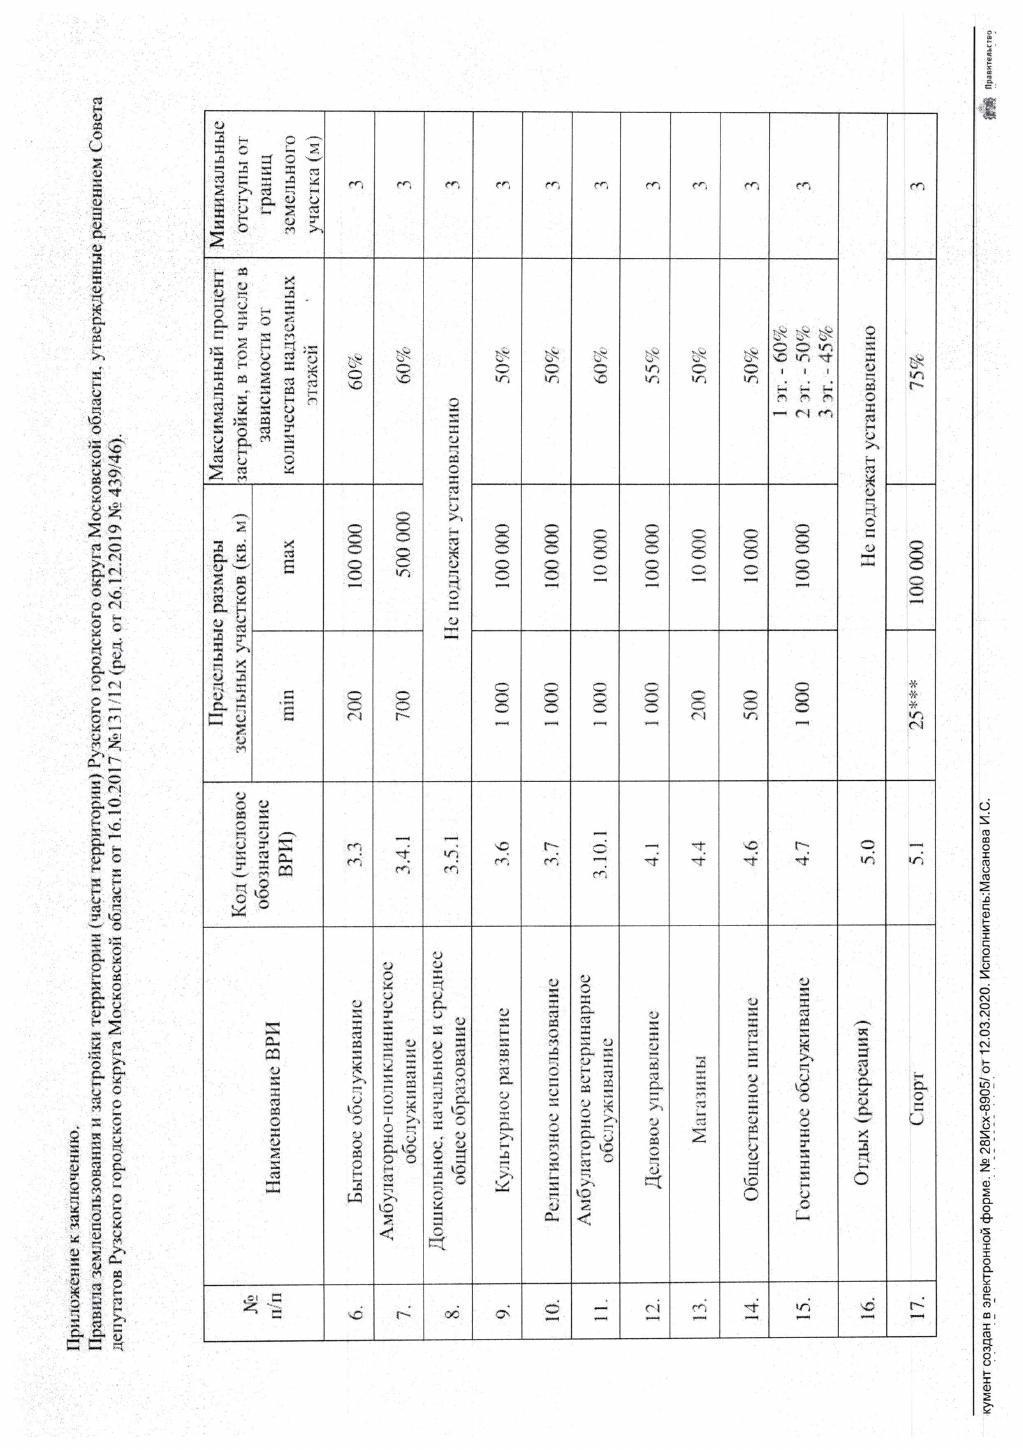 Приложение к заключению.
Правила землепользования и застройки территории (части территории) Рузского городского округа Московской области, утвержденные решением Совета
депутатов Рузского городского округа Московской области от 16.10.2017 №131/12 (ред. от 26.12.2019 № 439/46).
№ п/п | Наименование ВРИ | Код (числовое обозначение ВРИ) | Предельные размеры земельных участков (кв. м) | Максимальный процент застройки, в том числе в зависимости от количества надземных этажей | Минимальные отступы от границ земельного участка (м)
min | max
6. | Бытовое обслуживание | 3.3 | 200 | 100 000 | 60% | 3
7. | Амбулаторно-поликлиническое обслуживание | 3.4.1 | 700 | 500 000 | 60% | 3
8. | Дошкольное, начальное и среднее общее образование | 3.5.1 | Не подлежат установлению | 3
9. | Культурное развитие | 3.6 | 1 000 | 100 000 | 50% | 3
10. | Религиозное использование | 3.7 | 1 000 | 100 000 | 50% | 3
11. | Амбулаторное ветеринарное обслуживание | 3.10.1 | 1 000 | 10 000 | 60% | 3
12. | Деловое управление | 4.1 | 1 000 | 100 000 | 55% | 3
13. | Магазины | 4.4 | 200 | 10 000 | 50% | 3
14. | Общественное питание | 4.6 | 500 | 10 000 | 50% | 3
15. | Гостиничное обслуживание | 4.7 | 1 000 | 100 000 | 1 эт. - 60% 2 эт. - 50% 3 эт. - 45% | 3
16. | Отдых (рекреация) | 5.0 | Не подлежат установлению
17. | Спорт | 5.1 | 25*** | 100 000 | 75% | 3
кумент создан в электронной форме. № 28Исх-8905/ от 12.03.2020. Исполнитель:Масанова И.С.
Правительство